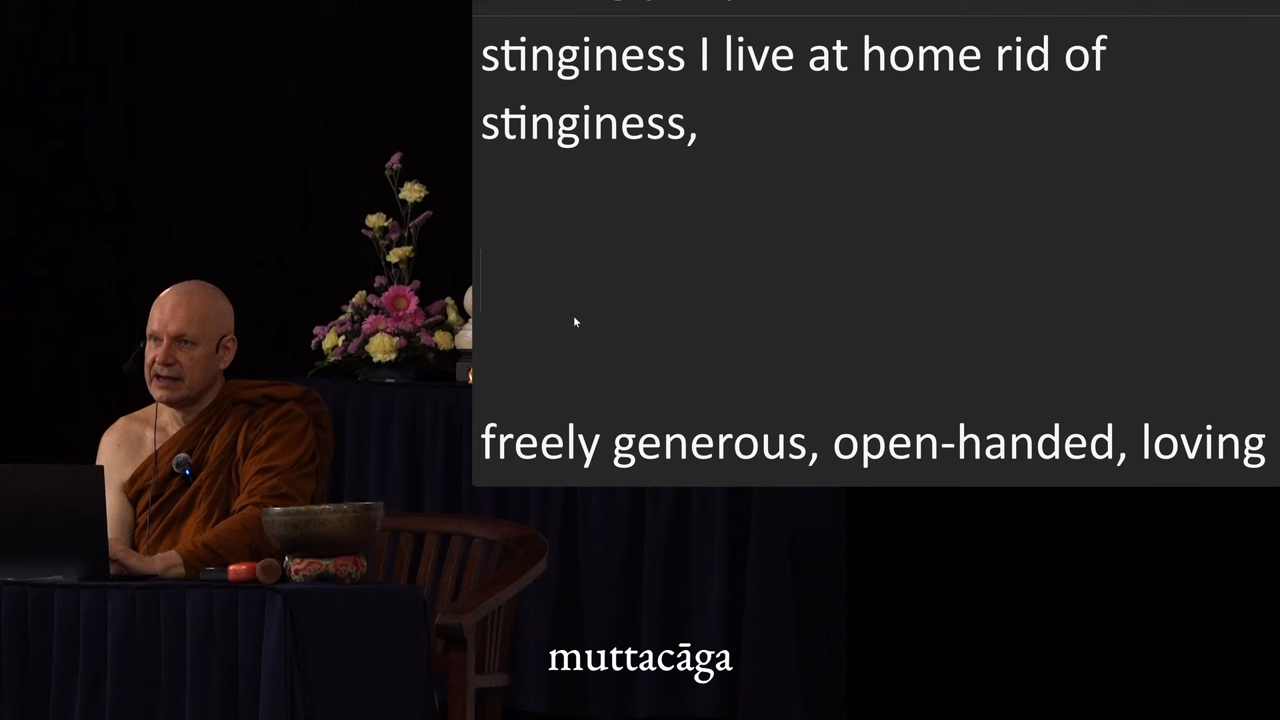 stinginess I live at home rid of
stinginess,
freely generous, open-handed, loving
muttacāga